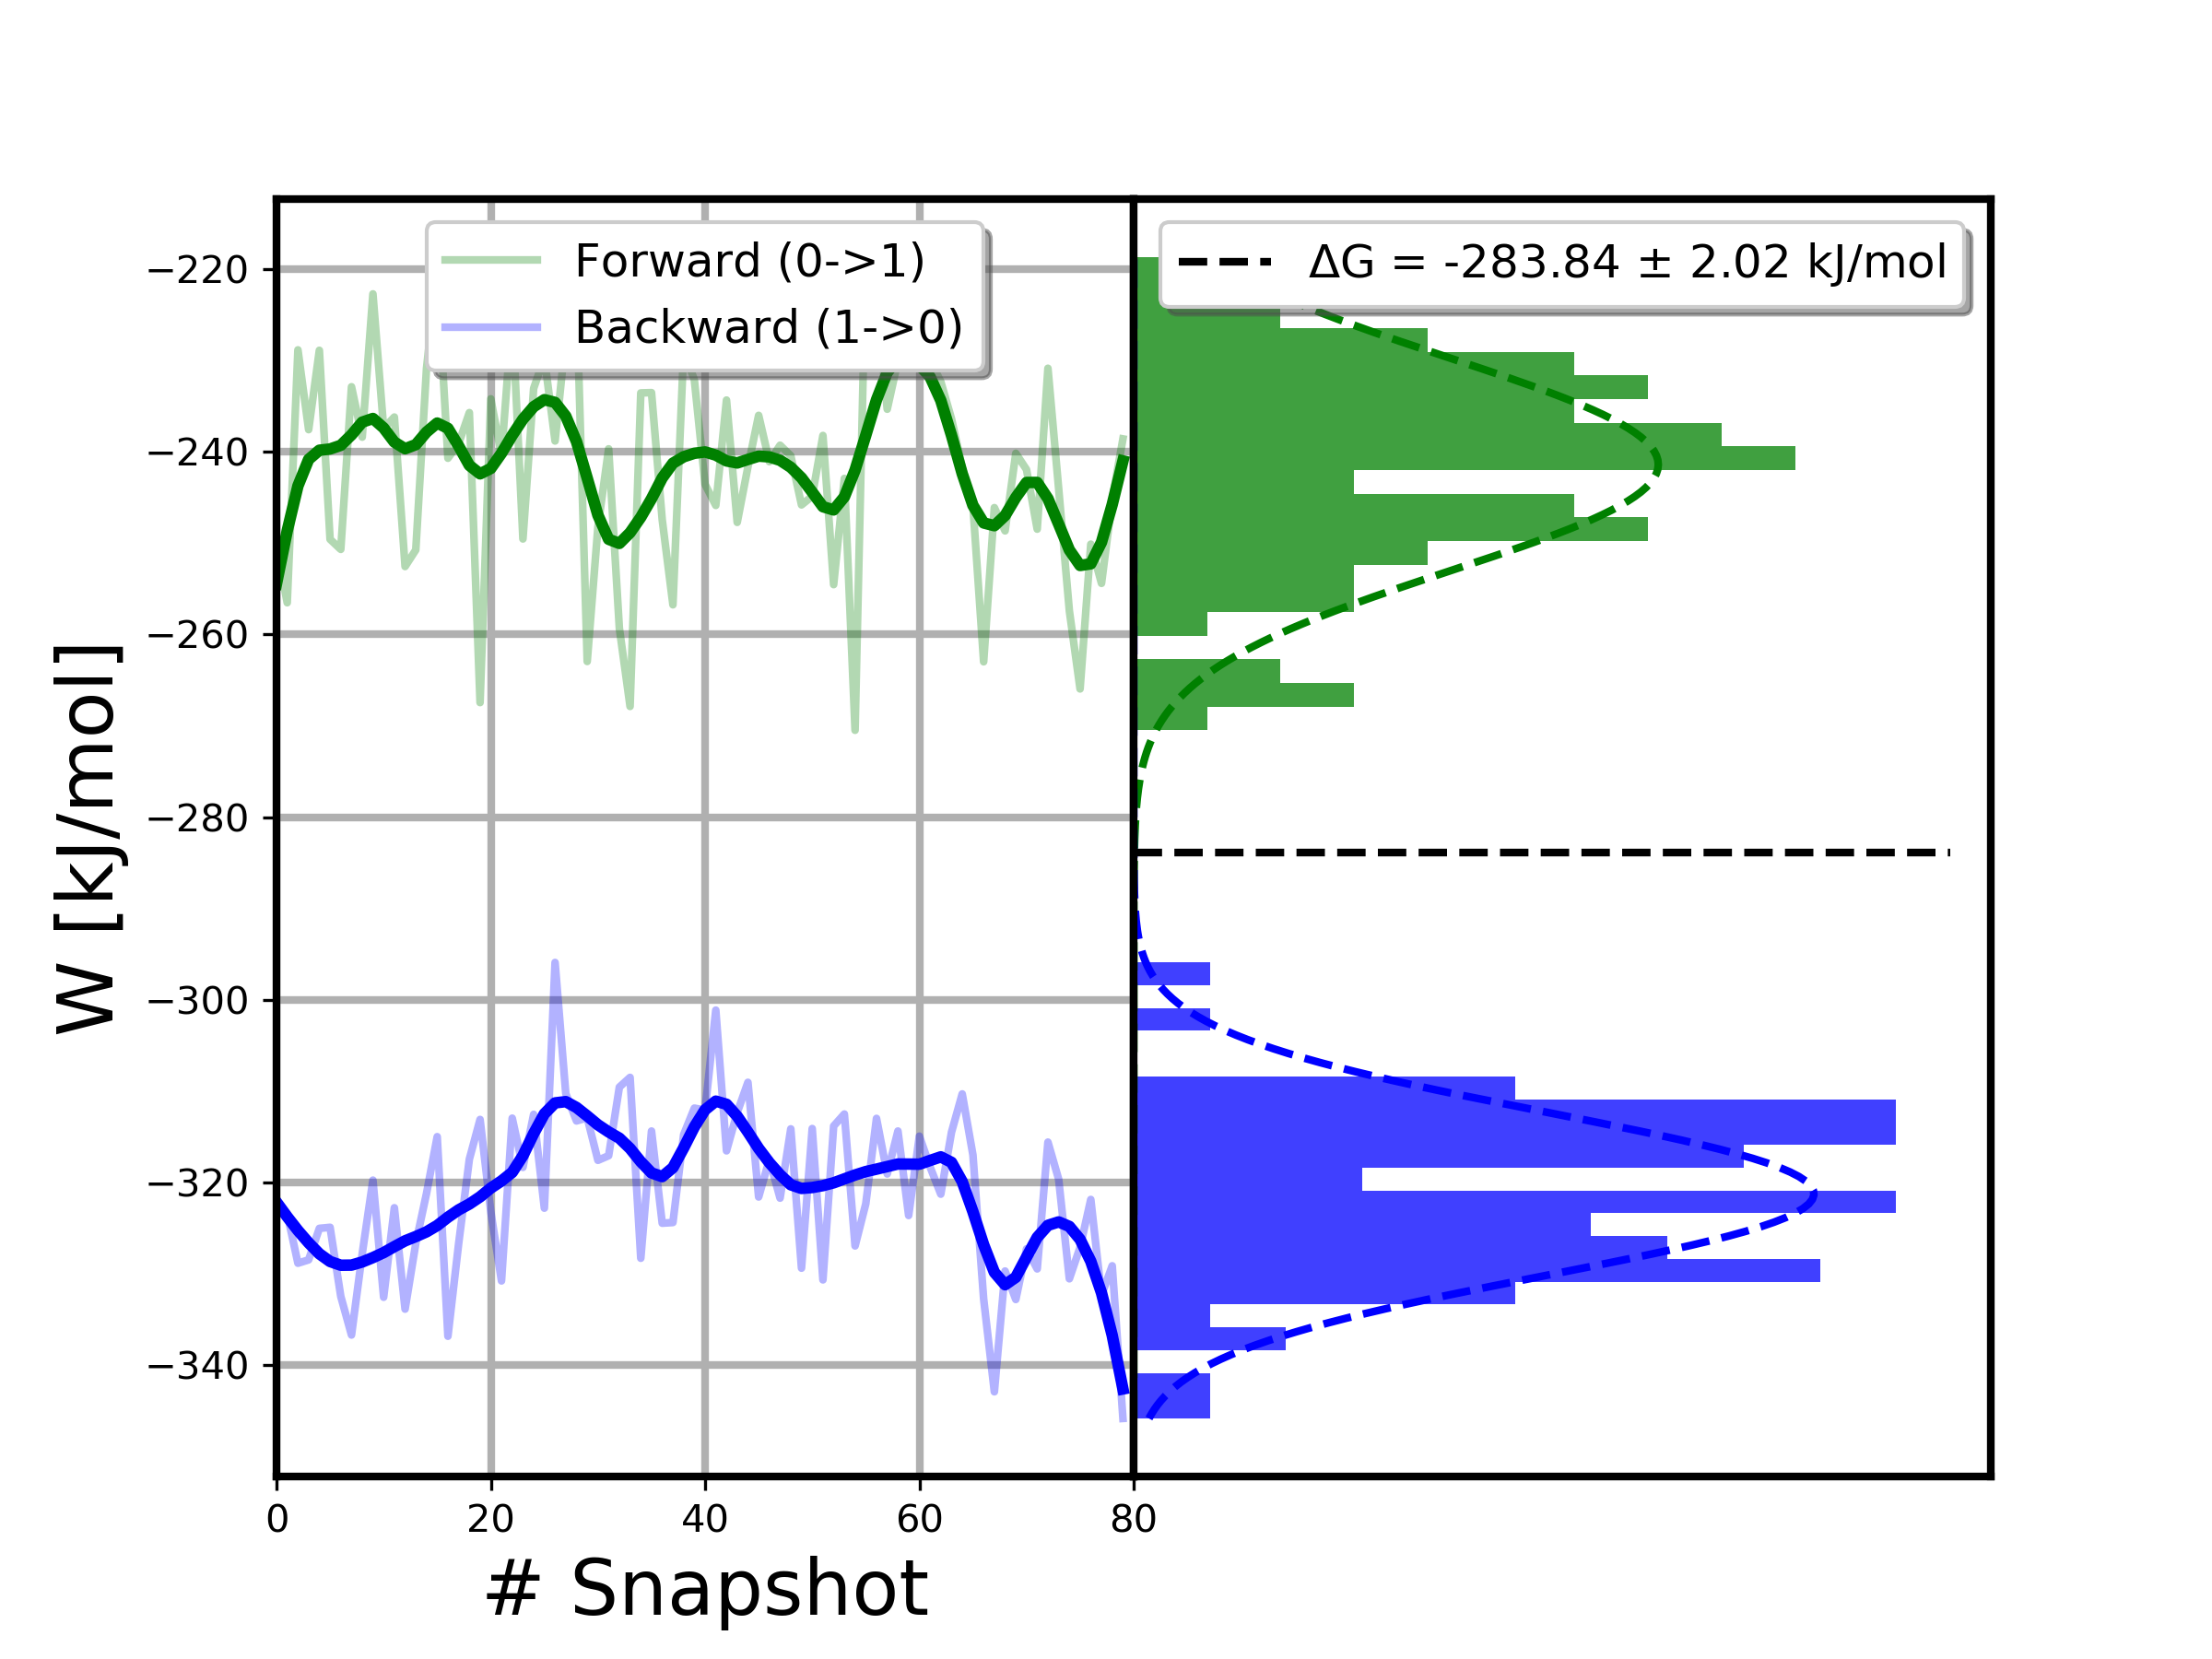 Forward (0->1)
Backward (1->0)
ΔG = -283.84 ± 2.02 kJ/mol
W [kJ/mol]
−220
−240
−260
−280
−300
−320
−340
0 20 40 60 80
# Snapshot